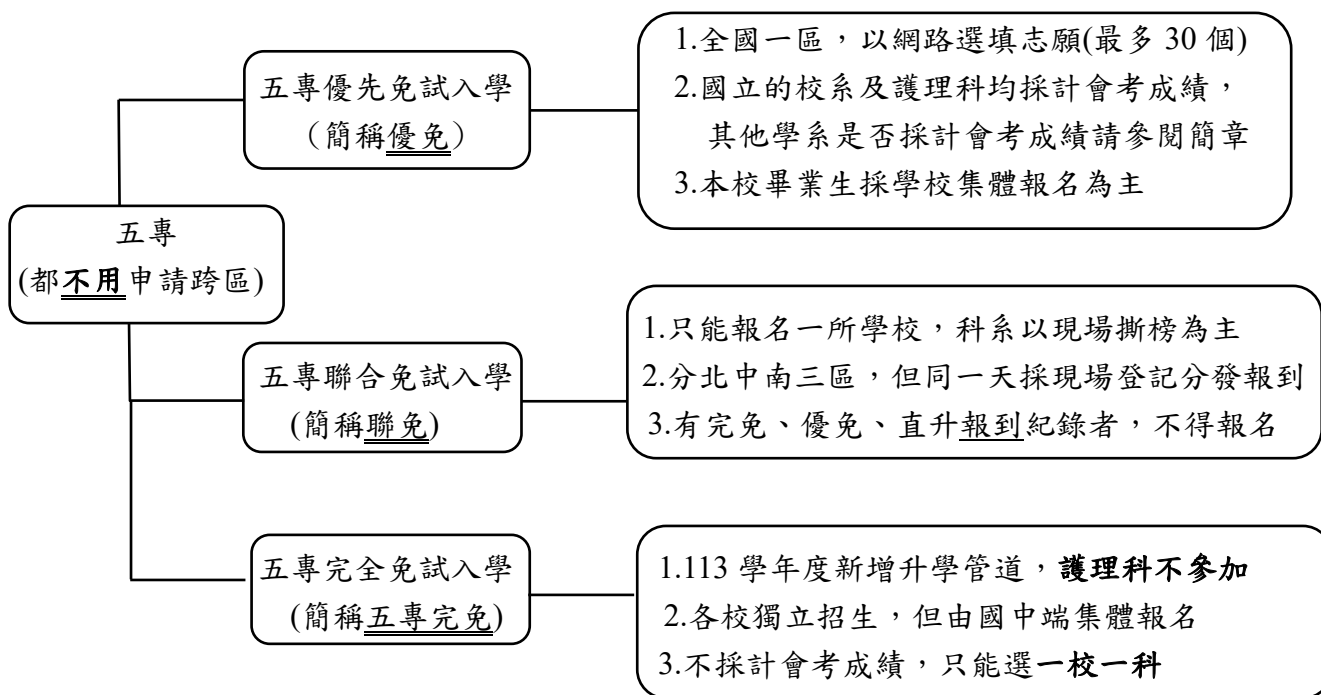 五專
(都不用申請跨區)
五專優先免試入學
（簡稱優免）
1.全國一區，以網路選填志願(最多 30 個)
2.國立的校系及護理科均採計會考成績，
其他學系是否採計會考成績請參閱簡章
3.本校畢業生採學校集體報名為主
五專聯合免試入學
(簡稱聯免)
1.只能報名一所學校，科系以現場撕榜為主
2.分北中南三區，但同一天採現場登記分發報到
3.有完免、優免、直升報到紀錄者，不得報名
五專完全免試入學
(簡稱五專完免)
1.113 學年度新增升學管道，護理科不參加
2.各校獨立招生，但由國中端集體報名
3.不採計會考成績，只能選一校一科